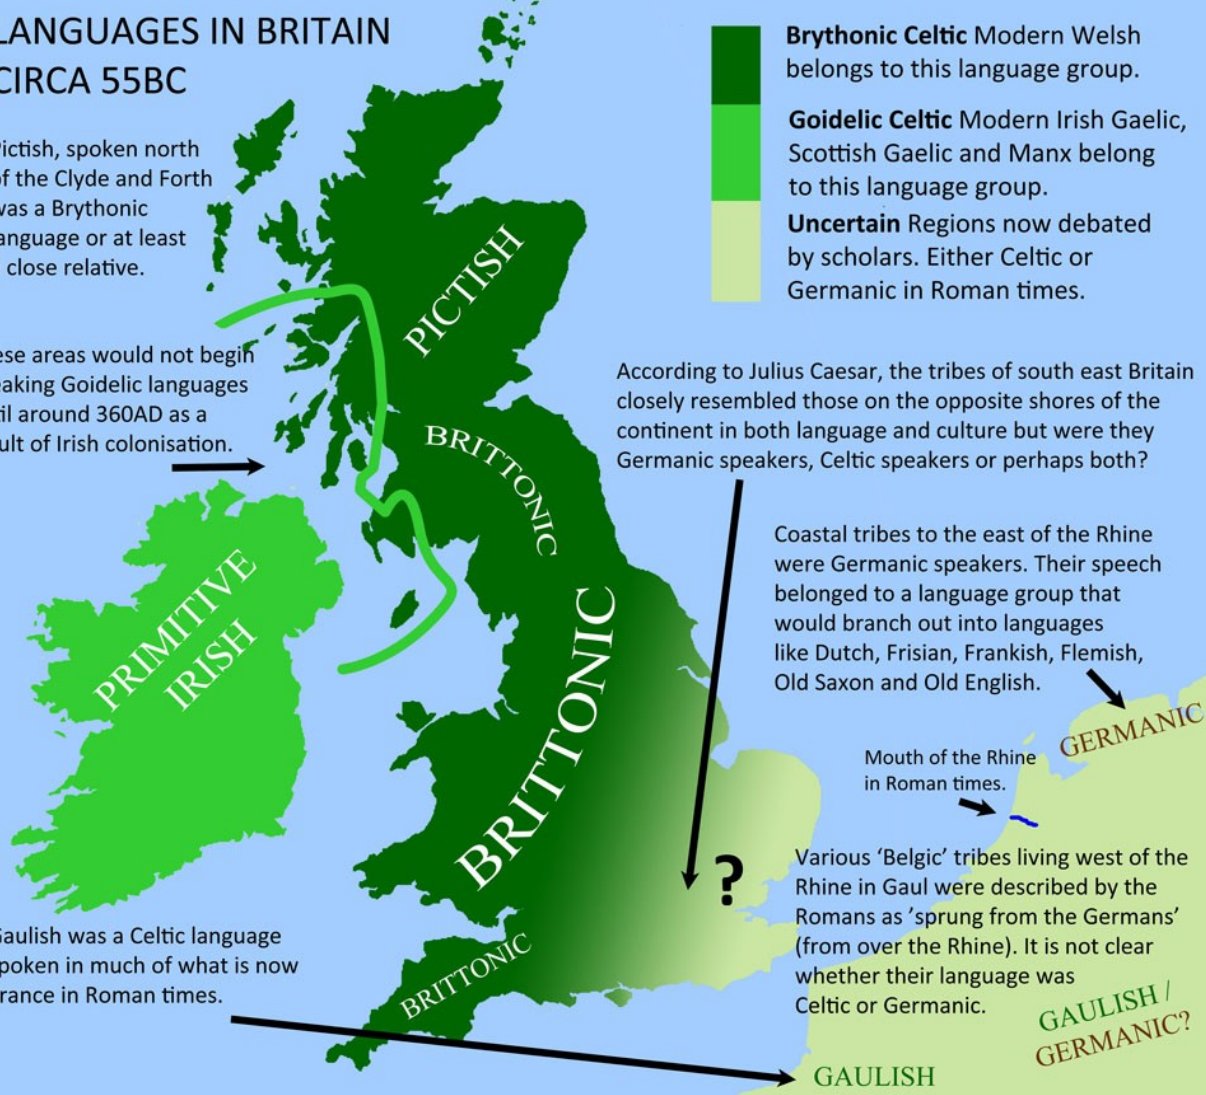 LANGUAGES IN BRITAIN
CIRCA 55BC
Brythonic Celtic Modern Welsh
belongs to this language group.
Goidelic Celtic Modern Irish Gaelic,
Scottish Gaelic and Manx belong
to this language group.
Uncertain Regions now debated
by scholars. Either Celtic or
Germanic in Roman times.
ictish, spoken north
of the Clyde and Forth
was a Brythonic
anguage or at least
close relative.
PICTISH
ese areas would not begin
eaking Goidelic languages
til around 360AD as a
ult of Irish colonisation.
According to Julius Caesar, the tribes of south east Britain
closely resembled those on the opposite shores of the
continent in both language and culture but were they
Germanic speakers, Celtic speakers or perhaps both?
BRITTONIC
Coastal tribes to the east of the Rhine
were Germanic speakers. Their speech
belonged to a language group that
would branch out into languages
like Dutch, Frisian, Frankish, Flemish,
Old Saxon and Old English.
PRIMITIVE
IRISH
BRITTONIC
GERMANIC
Mouth of the Rhine
in Roman times.
?
Various ‘Belgic’ tribes living west of the
Rhine in Gaul were described by the
Romans as ’sprung from the Germans’
(from over the Rhine). It is not clear
whether their language was
Celtic or Germanic.
Gaulish was a Celtic language
poken in much of what is now
rance in Roman times.
BRITTONIC
GAULISH /
GERMANIC?
GAULISH